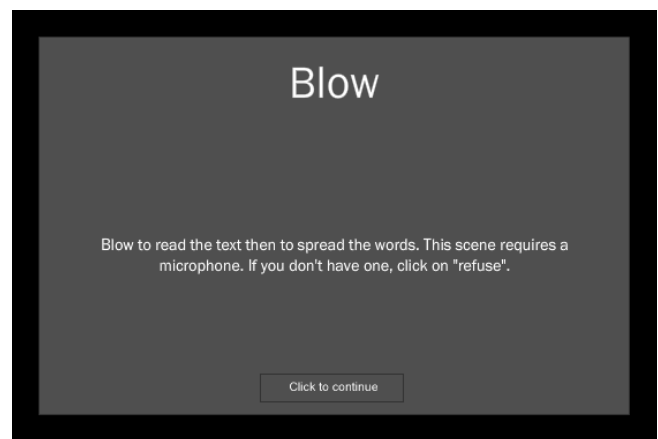 Blow
Blow to read the text then to spread the words. This scene requires a
microphone. If you don't have one, click on "refuse".
Click to continue